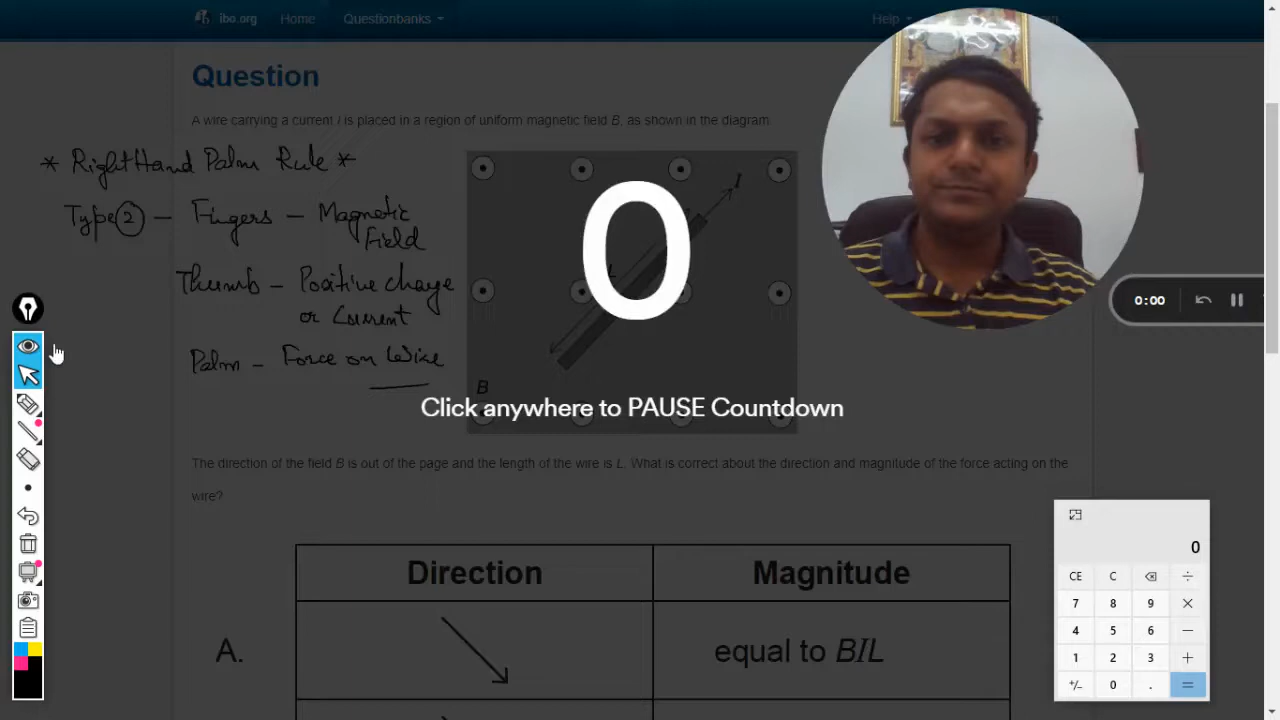 ibo.org Home Questionbanks Help
Question
A wire carrying a current I is placed in a region of uniform magnetic field B, as shown in the diagram
* Right Hand Palm Rule *
Type 2 - Fingers - Magnetic
Field
Thumb - Positive charge
or Current
Palm - Force on Wire
I
L
B
0
Click anywhere to PAUSE Countdown
0:00
The direction of the field B is out of the page and the length of the wire is L. What is correct about the direction and magnitude of the force acting on the
wire?
Direction Magnitude
A. equal to BIL
0
CE C ÷
7 8 9 ×
4 5 6 −
1 2 3 +
+/− 0 . =